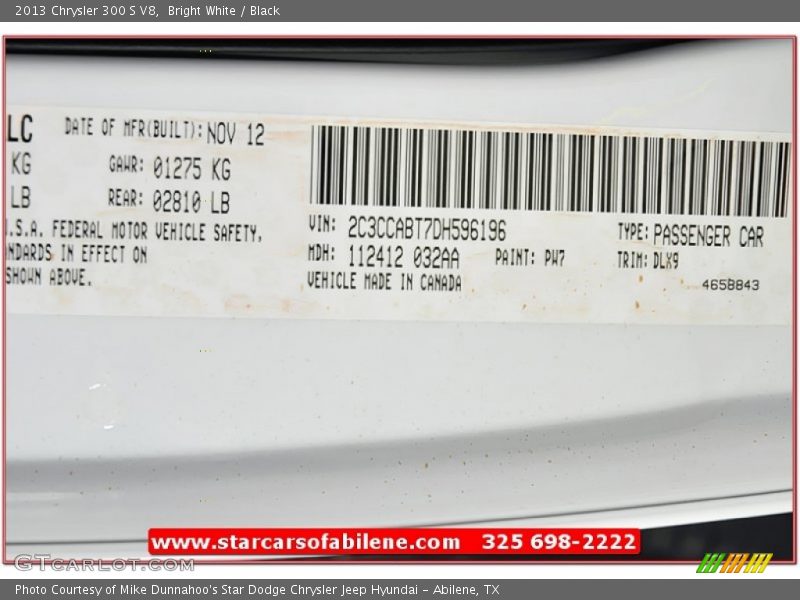 2013 Chrysler 300 S V8, Bright White / Black
LC DATE OF MFR(BUILT): NOV 12
KG GAWR: 01275 KG
LB REAR: 02810 LB
.S.A. FEDERAL MOTOR VEHICLE SAFETY,
NDARDS IN EFFECT ON
SHOWN ABOVE.
VIN: 2C3CCABT7DH596196 TYPE: PASSENGER CAR
MDH: 112412 032AA PAINT: PW7 TRIM: DLX9
VEHICLE MADE IN CANADA 4658843
www.starcarsofabilene.com 325 698-2222
GTCARLOT.COM
Photo Courtesy of Mike Dunnahoo's Star Dodge Chrysler Jeep Hyundai - Abilene, TX